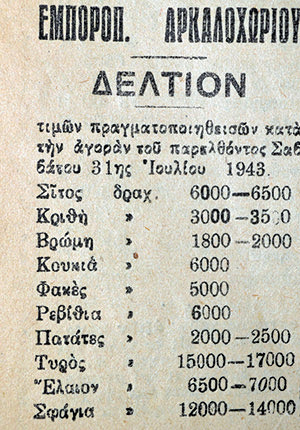 ΕΜΠΟΡΟΠ. ΑΡΚΑΛΟΧΩΡΙΟΥ
ΔΕΛΤΙΟΝ
τιμῶν πραγματοποιηθεισῶν κατὰ
τὴν ἀγορὰν τοῦ παρελθόντος Σαβ
βάτου 31ης Ἰουλίου 1943.
Σῖτος δραχ. 6000—6500
Κριθὴ » 3000—3500
Βρώμη » 1800—2000
Κουκιά » 6000
Φακές » 5000
Ρεβίθια » 6000
Πατάτες » 2000—2500
Τυρὸς » 15000—17000
Ἔλαιον » 6500—7000
Σφάγια » 12000—14000